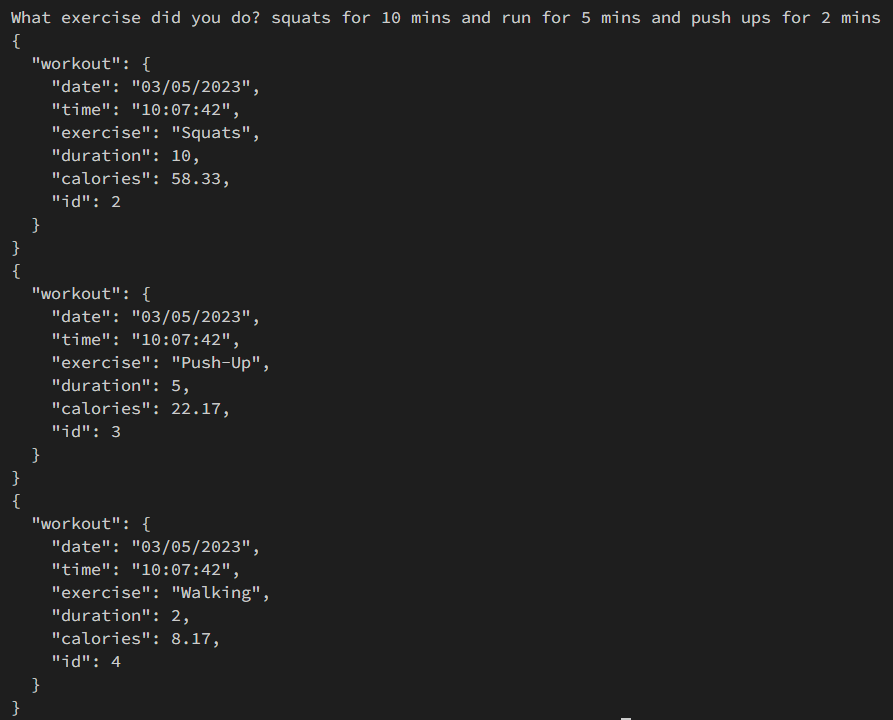 What exercise did you do? squats for 10 mins and run for 5 mins and push ups for 2 mins
{
  "workout": {
    "date": "03/05/2023",
    "time": "10:07:42",
    "exercise": "Squats",
    "duration": 10,
    "calories": 58.33,
    "id": 2
  }
}
{
  "workout": {
    "date": "03/05/2023",
    "time": "10:07:42",
    "exercise": "Push-Up",
    "duration": 5,
    "calories": 22.17,
    "id": 3
  }
}
{
  "workout": {
    "date": "03/05/2023",
    "time": "10:07:42",
    "exercise": "Walking",
    "duration": 2,
    "calories": 8.17,
    "id": 4
  }
}